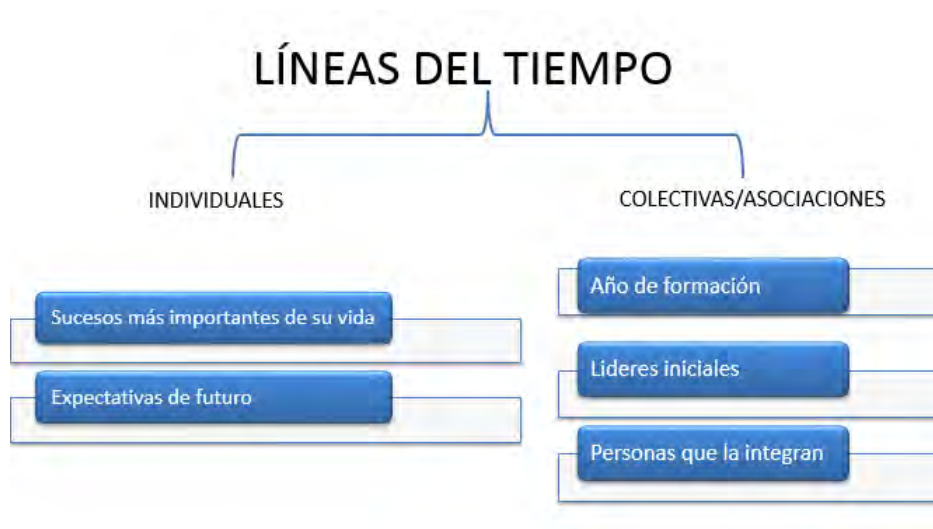 LÍNEAS DEL TIEMPO
INDIVIDUALES
Sucesos más importantes de su vida
Expectativas de futuro
COLECTIVAS/ASOCIACIONES
Año de formación
Lideres iniciales
Personas que la integran